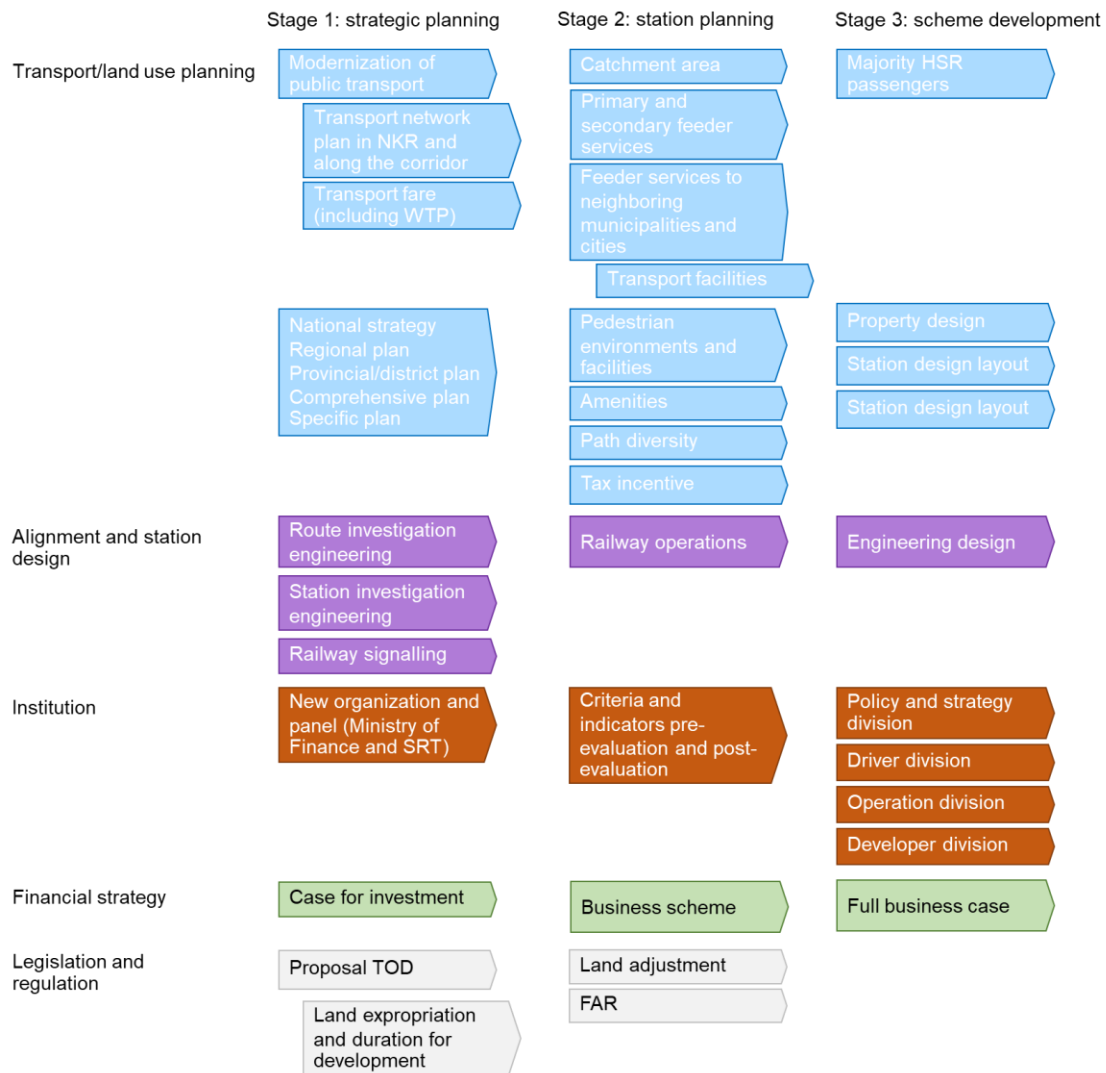 Stage 1: strategic planning
Stage 2: station planning
Stage 3: scheme development
Transport/land use planning
Modernization of
public transport
Transport network
plan in NKR and
along the corridor
Transport fare
(including WTP)
Catchment area
Primary and
secondary feeder
services
Feeder services to
neighboring
municipalities and
cities
Transport facilities
Majority HSR
passengers
National strategy
Regional plan
Provincial/district plan
Comprehensive plan
Specific plan
Pedestrian
environments and
facilities
Amenities
Path diversity
Tax incentive
Property design
Station design layout
Station design layout
Alignment and station
design
Route investigation
engineering
Station investigation
engineering
Railway signalling
Railway operations
Engineering design
Institution
New organization and
panel (Ministry of
Finance and SRT)
Criteria and
indicators pre-
evaluation and post-
evaluation
Policy and strategy
division
Driver division
Operation division
Developer division
Financial strategy
Case for investment
Business scheme
Full business case
Legislation and
regulation
Proposal TOD
Land expropriation
and duration for
development
Land adjustment
FAR